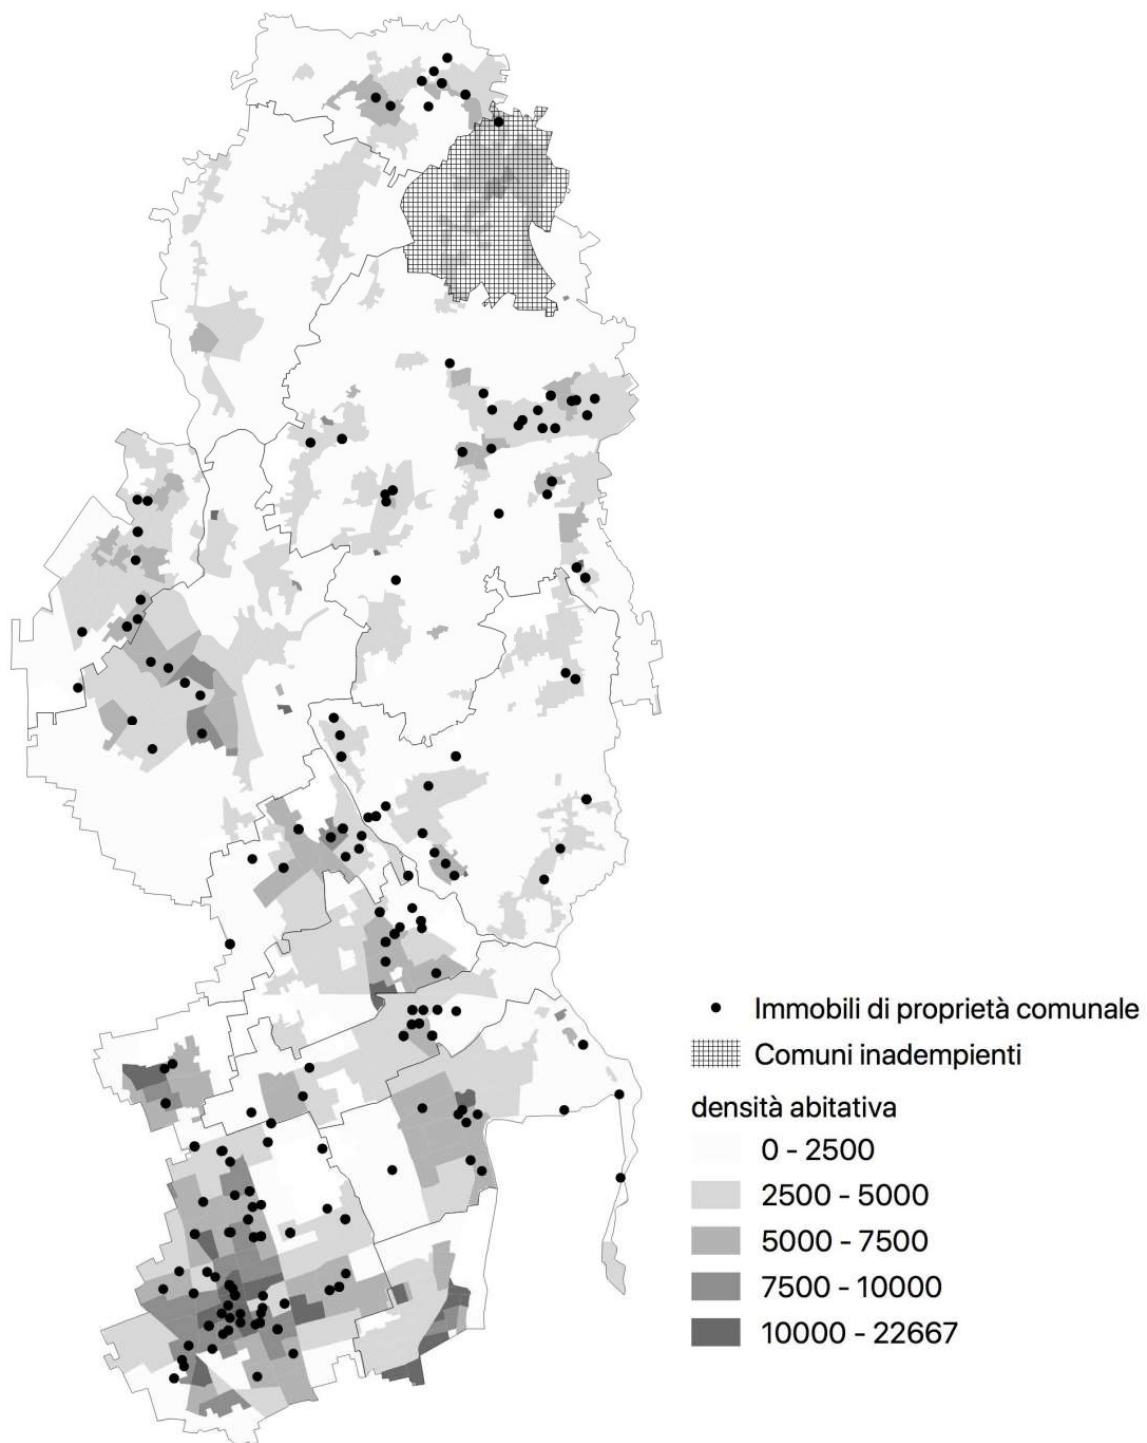 Immobili di proprietà comunale
Comuni inadempienti
densità abitativa
0 - 2500
2500 - 5000
5000 - 7500
7500 - 10000
10000 - 22667